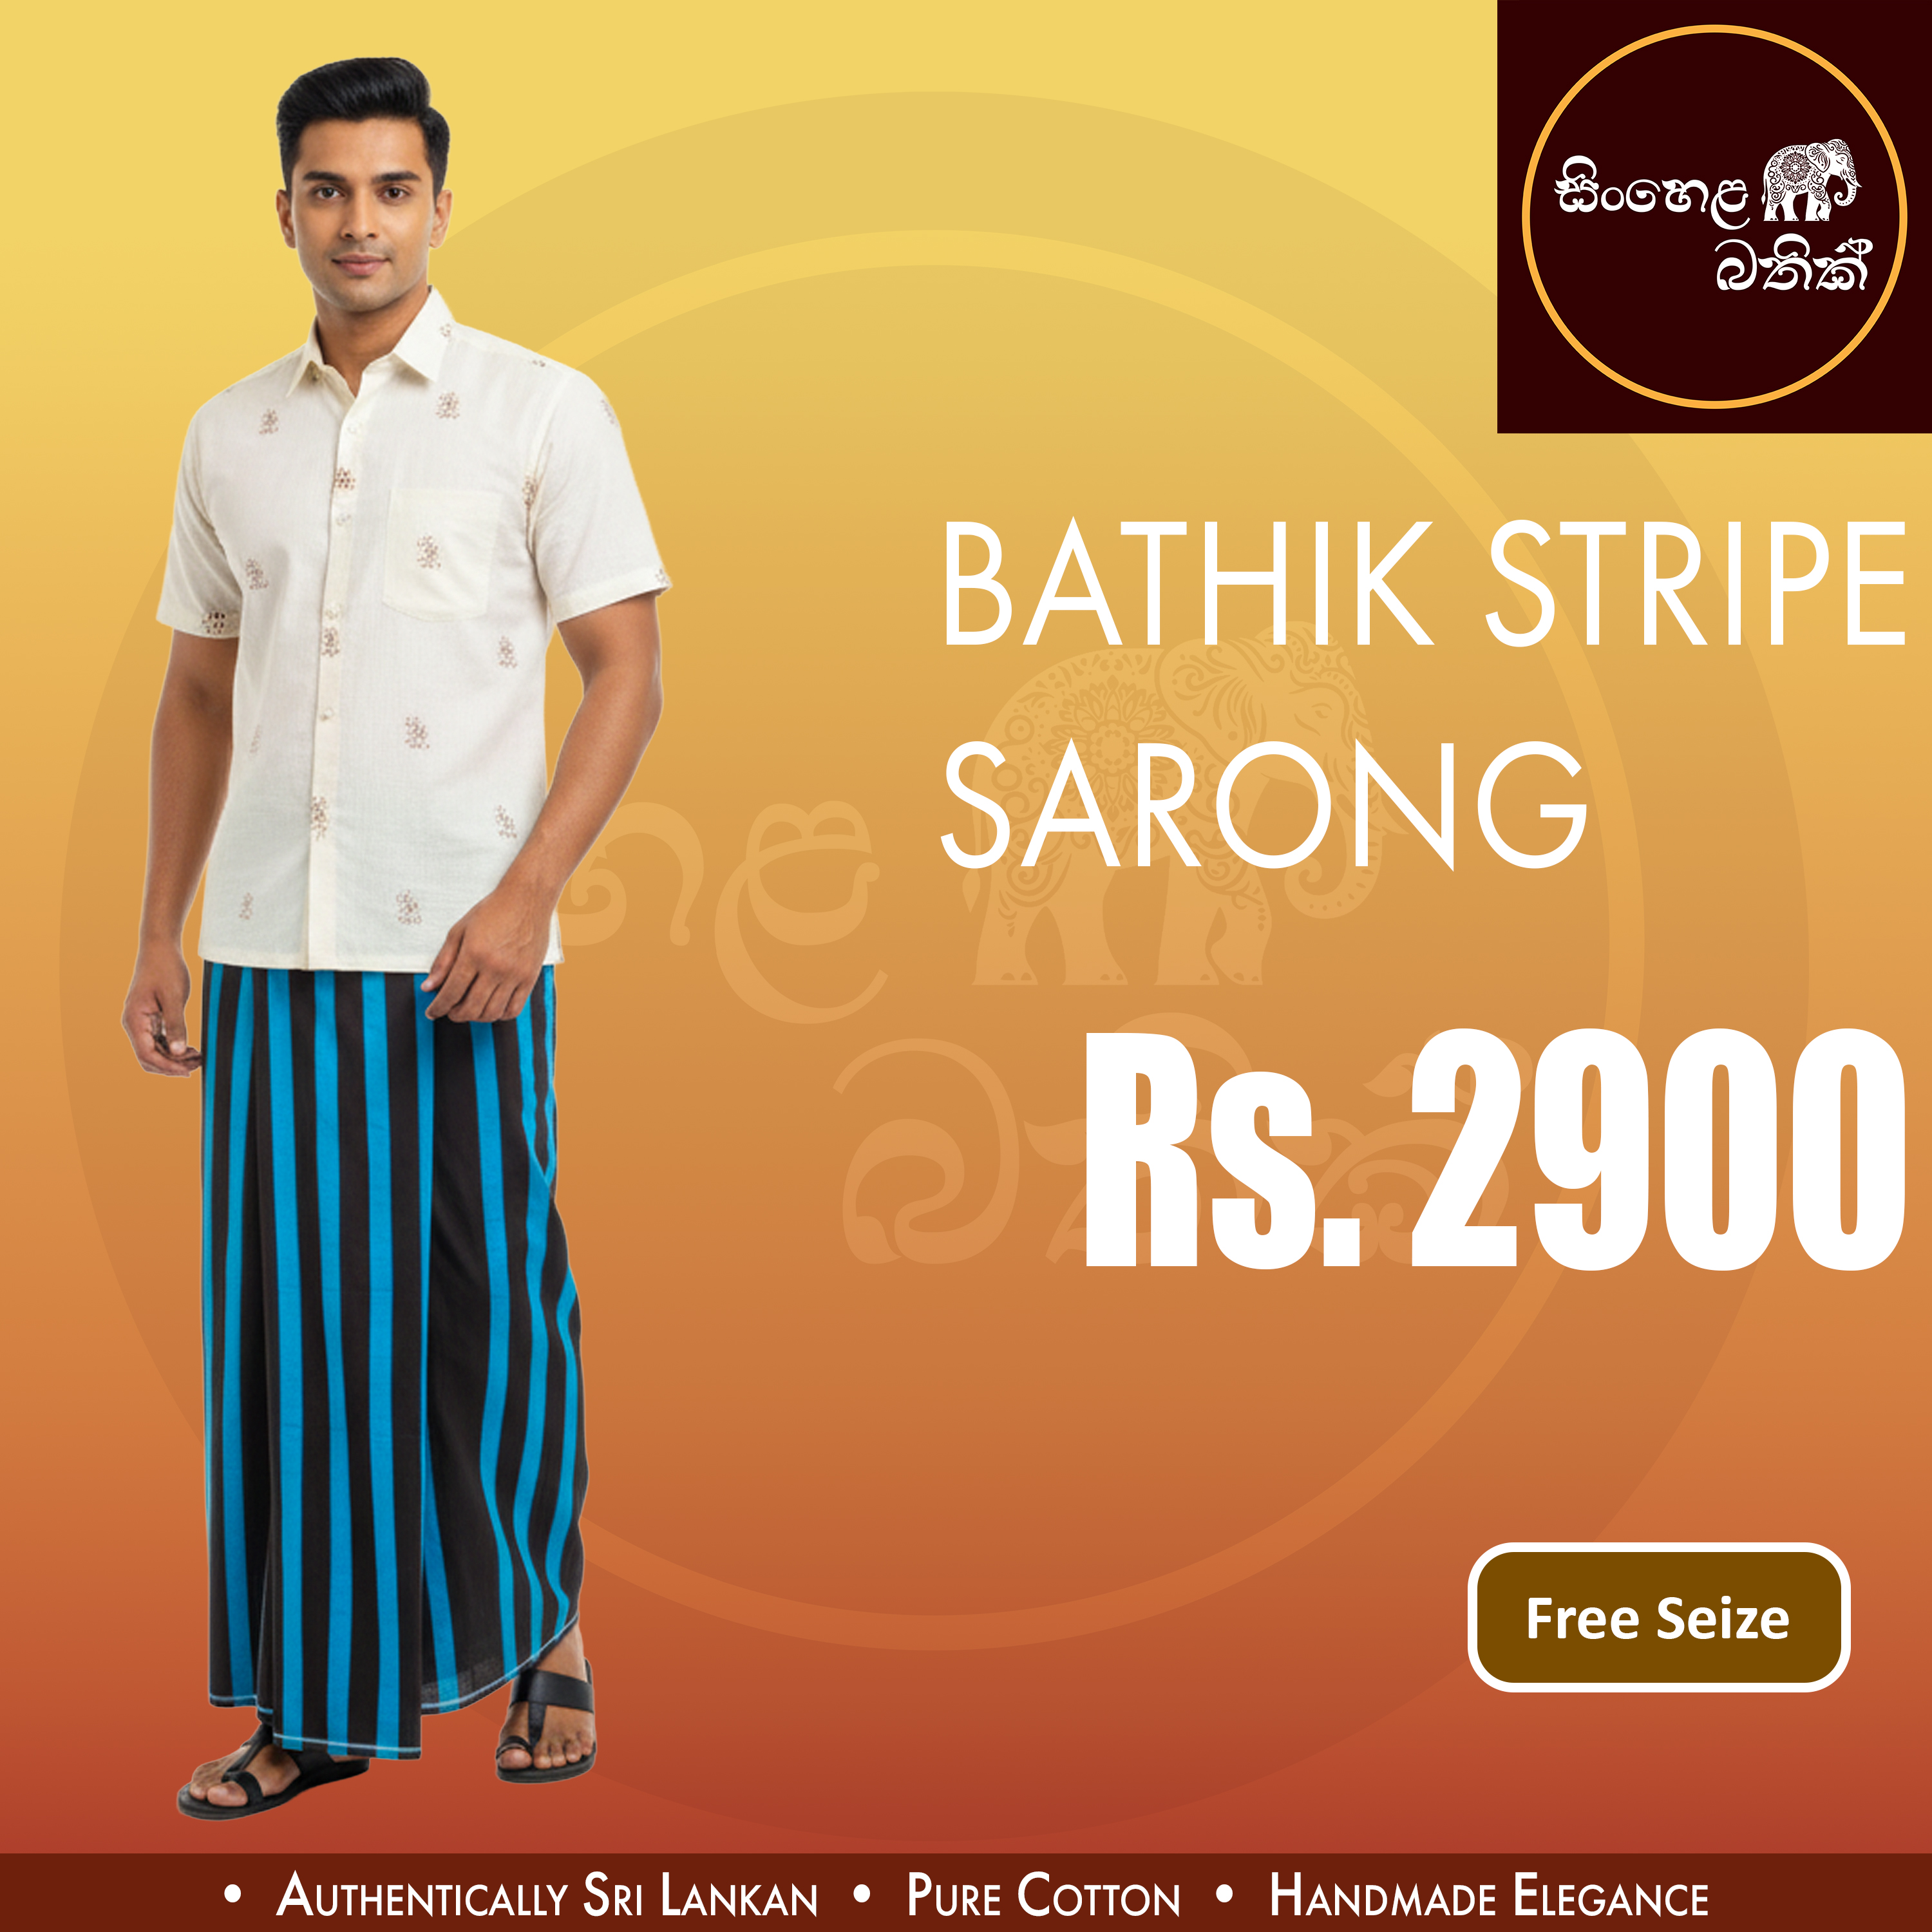 සිංහෙළ
බතික්
BATHIK STRIPE
SARONG
Rs. 2900
Free Seize
• AUTHENTICALLY SRI LANKAN • PURE COTTON • HANDMADE ELEGANCE